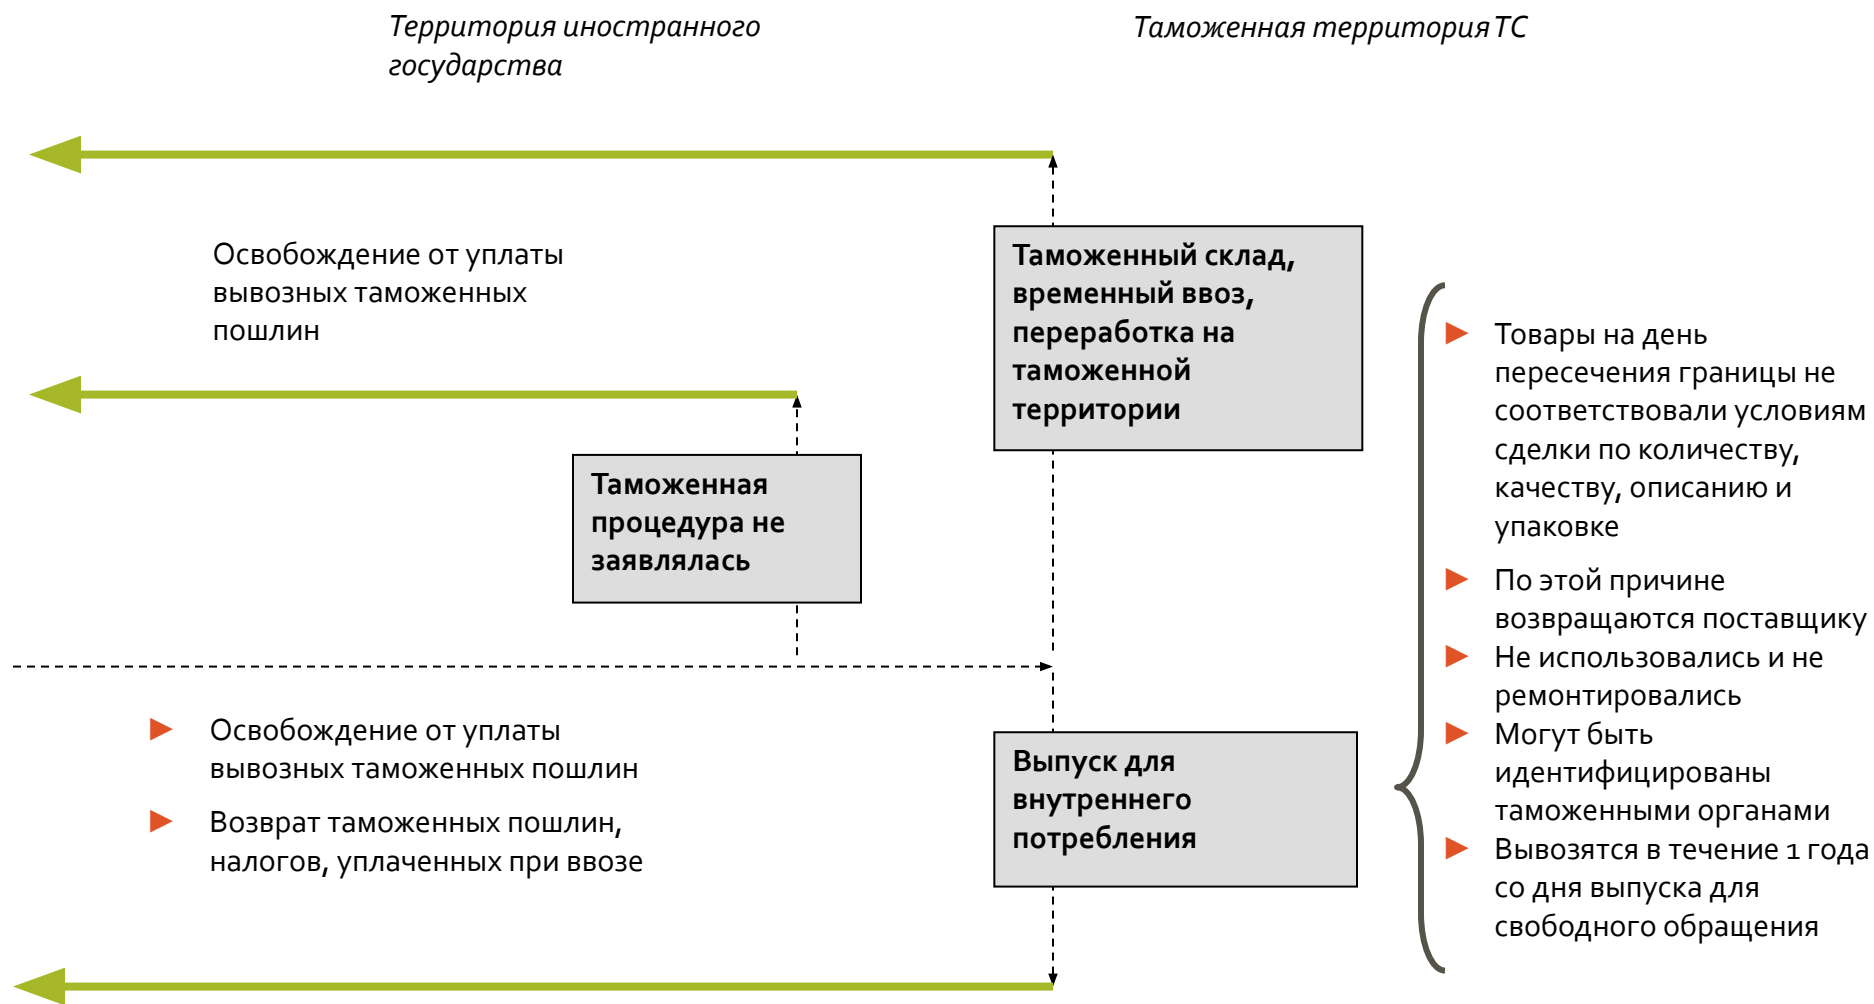 Территория иностранного
государства
Таможенная территория ТС
Освобождение от уплаты
вывозных таможенных
пошлин
Таможенный склад,
временный ввоз,
переработка на
таможенной
территории
Таможенная
процедура не
заявлялась
Освобождение от уплаты
вывозных таможенных пошлин
Возврат таможенных пошлин,
налогов, уплаченных при ввозе
Выпуск для
внутреннего
потребления
Товары на день
пересечения границы не
соответствовали условиям
сделки по количеству,
качеству, описанию и
упаковке
По этой причине
возвращаются поставщику
Не использовались и не
ремонтировались
Могут быть
идентифицированы
таможенными органами
Вывозятся в течение 1 года
со дня выпуска для
свободного обращения